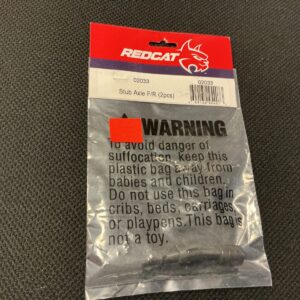 REDCAT
02033
02033
Stub Axle F/R (2pcs)
WARNING
To avoid danger of
suffocation, keep this
plastic bag away from
babies and children.
Do not use this bag in
cribs, beds, carriages,
or playpens.This bag is
not a toy.